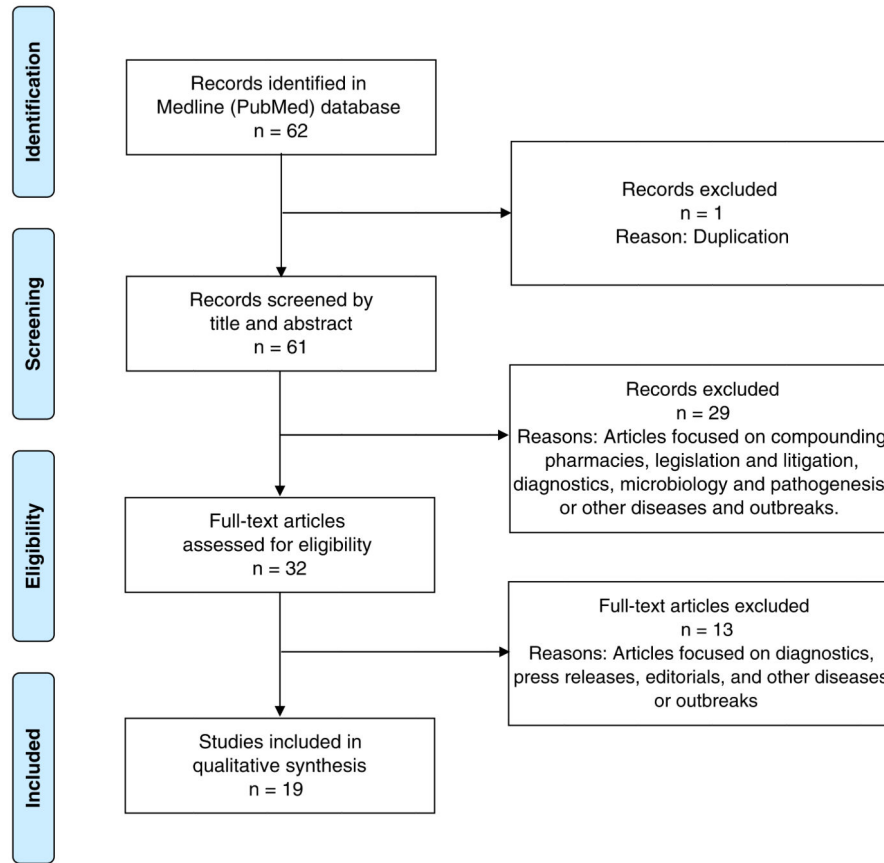 Identification
Records identified in
Medline (PubMed) database
n = 62
Records excluded
n = 1
Reason: Duplication
Screening
Records screened by
title and abstract
n = 61
Records excluded
n = 29
Reasons: Articles focused on compounding
pharmacies, legislation and litigation,
diagnostics, microbiology and pathogenesis
or other diseases and outbreaks.
Eligibility
Full-text articles
assessed for eligibility
n = 32
Full-text articles excluded
n = 13
Reasons: Articles focused on diagnostics,
press releases, editorials, and other diseases
or outbreaks
Included
Studies included in
qualitative synthesis
n = 19